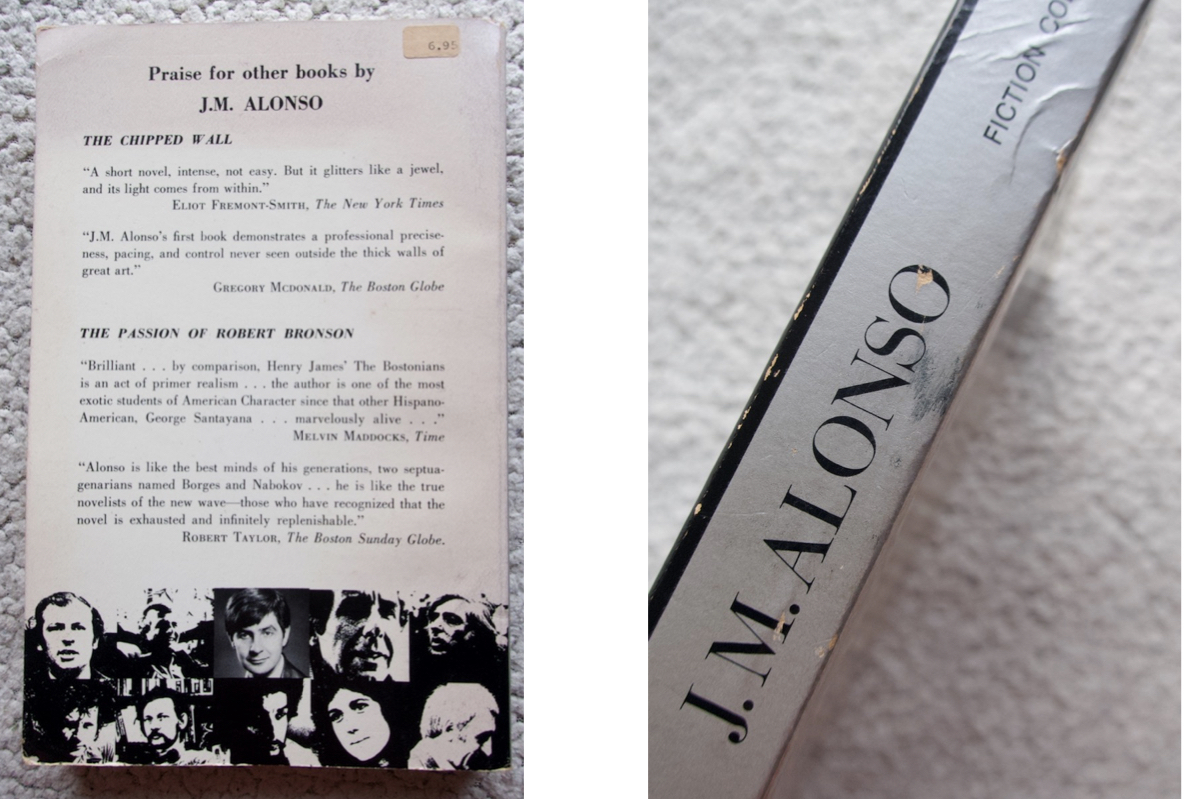 6.95
Praise for other books by
J.M. ALONSO
THE CHIPPED WALL
“A short novel, intense, not easy. But it glitters like a jewel,
and its light comes from within.”
ELIOT FREMONT-SMITH, The New York Times
“J.M. Alonso’s first book demonstrates a professional precise-
ness, pacing, and control never seen outside the thick walls of
great art.”
GREGORY MCDONALD, The Boston Globe
THE PASSION OF ROBERT BRONSON
“Brilliant . . . by comparison, Henry James’ The Bostonians
is an act of primer realism . . . the author is one of the most
exotic students of American Character since that other Hispano-
American, George Santayana . . . marvelously alive . . .”
MELVIN MADDOCKS, Time
“Alonso is like the best minds of his generations, two septua-
genarians named Borges and Nabokov . . . he is like the true
novelists of the new wave—those who have recognized that the
novel is exhausted and infinitely replenishable.”
ROBERT TAYLOR, The Boston Sunday Globe.
J. M. ALONSO
FICTION